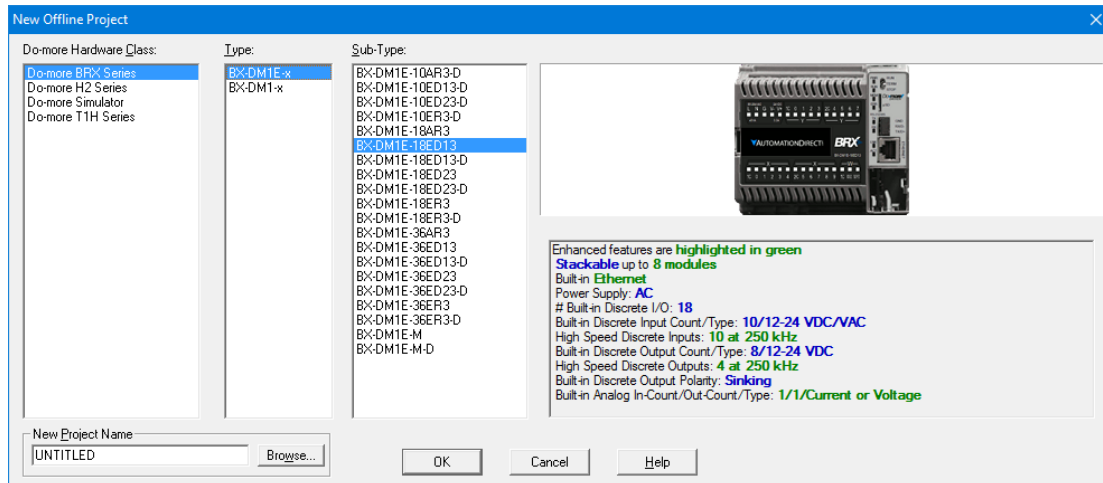 New Offline Project
Do-more Hardware Class:
Do-more BRX Series
Do-more H2 Series
Do-more Simulator
Do-more T1H Series
Type:
BX-DM1E-x
BX-DM1-x
Sub-Type:
BX-DM1E-10AR3-D
BX-DM1E-10ED13-D
BX-DM1E-10ED23-D
BX-DM1E-10ER3-D
BX-DM1E-18AR3
BX-DM1E-18ED13
BX-DM1E-18ED13-D
BX-DM1E-18ED23
BX-DM1E-18ED23-D
BX-DM1E-18ER3
BX-DM1E-18ER3-D
BX-DM1E-36AR3
BX-DM1E-36ED13
BX-DM1E-36ED13-D
BX-DM1E-36ED23
BX-DM1E-36ED23-D
BX-DM1E-36ER3
BX-DM1E-36ER3-D
BX-DM1E-M
BX-DM1E-M-D
AUTOMATIONDIRECT BRX
Enhanced features are highlighted in green
Stackable up to 8 modules
Built-in Ethernet
Power Supply: AC
# Built-in Discrete I/O: 18
Built-in Discrete Input Count/Type: 10/12-24 VDC/VAC
High Speed Discrete Inputs: 10 at 250 kHz
Built-in Discrete Output Count/Type: 8/12-24 VDC
High Speed Discrete Outputs: 4 at 250 kHz
Built-in Discrete Output Polarity: Sinking
Built-in Analog In-Count/Out-Count/Type: 1/1/Current or Voltage
New Project Name
UNTITLED
Browse...
OK
Cancel
Help